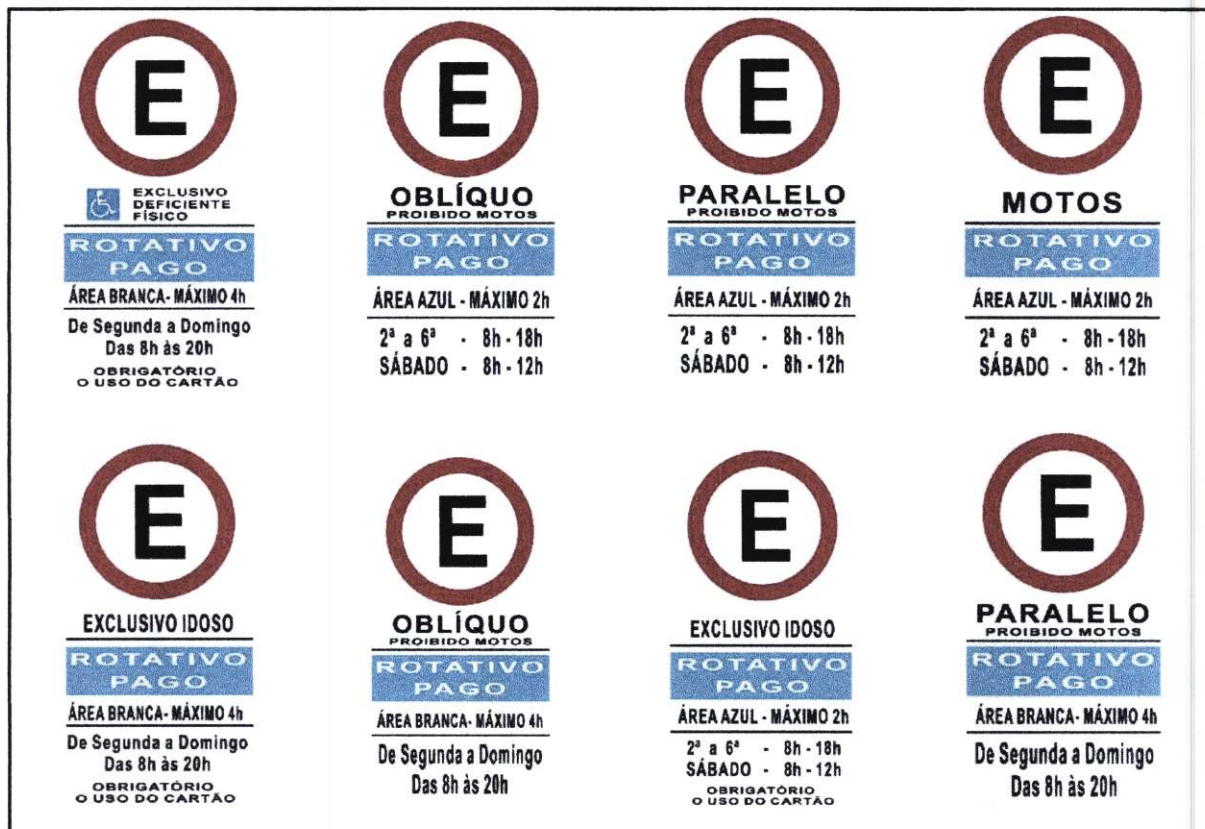 E
EXCLUSIVO
DEFICIENTE
FÍSICO
ROTATIVO
PAGO
ÁREA BRANCA- MÁXIMO 4h
De Segunda a Domingo
Das 8h às 20h
OBRIGATÓRIO
O USO DO CARTÃO
E
OBLÍQUO
PROIBIDO MOTOS
ROTATIVO
PAGO
ÁREA AZUL - MÁXIMO 2h
2ª a 6ª - 8h - 18h
SÁBADO - 8h - 12h
E
PARALELO
PROIBIDO MOTOS
ROTATIVO
PAGO
ÁREA AZUL - MÁXIMO 2h
2ª a 6ª - 8h - 18h
SÁBADO - 8h - 12h
E
MOTOS
ROTATIVO
PAGO
ÁREA AZUL - MÁXIMO 2h
2ª a 6ª - 8h - 18h
SÁBADO - 8h - 12h
E
EXCLUSIVO IDOSO
ROTATIVO
PAGO
ÁREA BRANCA- MÁXIMO 4h
De Segunda a Domingo
Das 8h às 20h
OBRIGATÓRIO
O USO DO CARTÃO
E
OBLÍQUO
PROIBIDO MOTOS
ROTATIVO
PAGO
ÁREA BRANCA- MÁXIMO 4h
De Segunda a Domingo
Das 8h às 20h
E
EXCLUSIVO IDOSO
ROTATIVO
PAGO
ÁREA AZUL - MÁXIMO 2h
2ª a 6ª - 8h - 18h
SÁBADO - 8h - 12h
OBRIGATÓRIO
O USO DO CARTÃO
E
PARALELO
PROIBIDO MOTOS
ROTATIVO
PAGO
ÁREA BRANCA- MÁXIMO 4h
De Segunda a Domingo
Das 8h às 20h